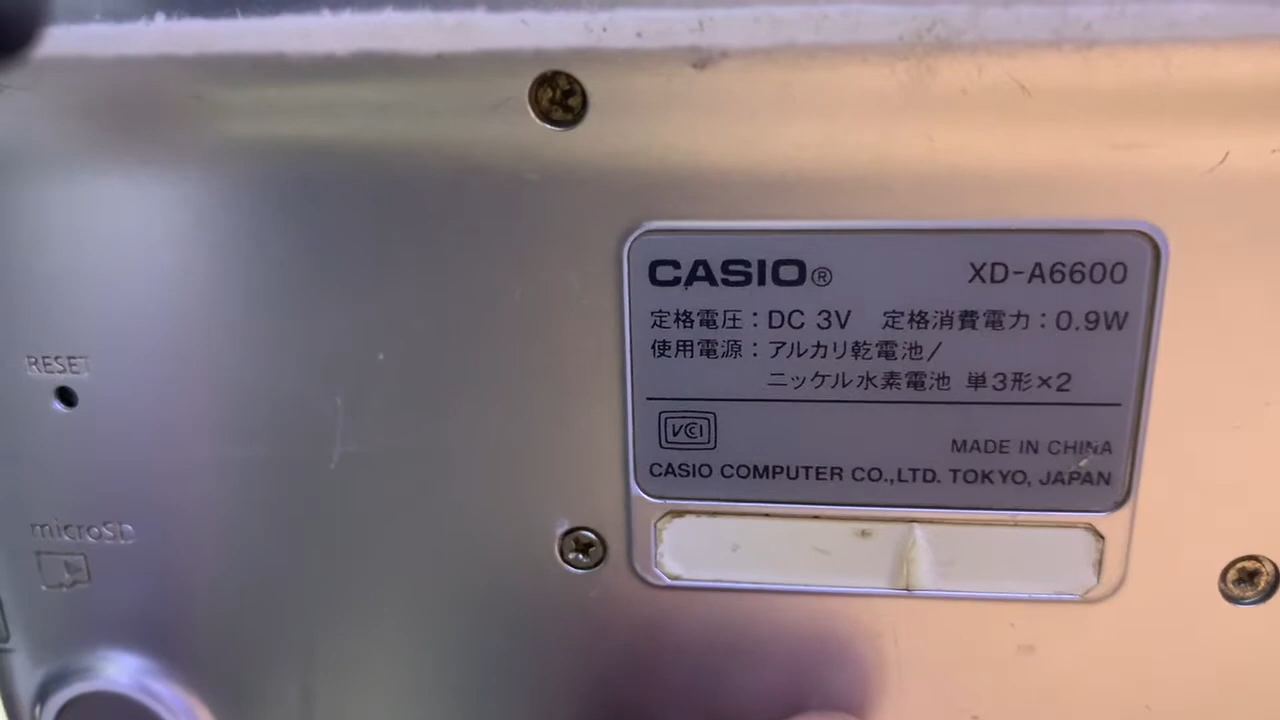 CASIO® XD-A6600
定格電圧：DC 3V 定格消費電力：0.9W
使用電源：アルカリ乾電池/
ニッケル水素電池 単3形×2
VCCI
MADE IN CHINA
CASIO COMPUTER CO.,LTD. TOKYO, JAPAN
RESET
microSD